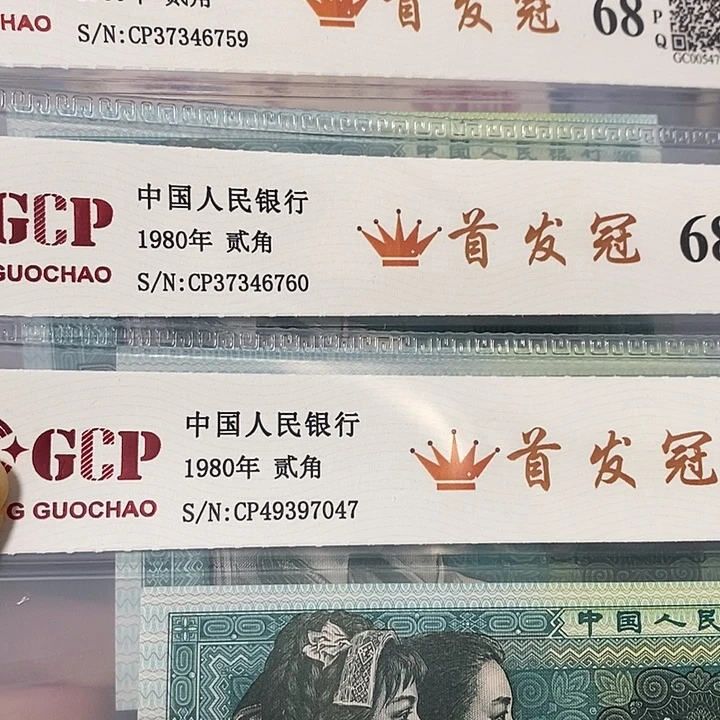 HAO
S/N:CP37346759
首发冠
68
P
Q
GC00547
GCP
GUOCHAO
中国人民银行
1980年 贰角
S/N:CP37346760
首发冠
68
GCP
G GUOCHAO
中国人民银行
1980年 贰角
S/N:CP49397047
首发冠
中国人民